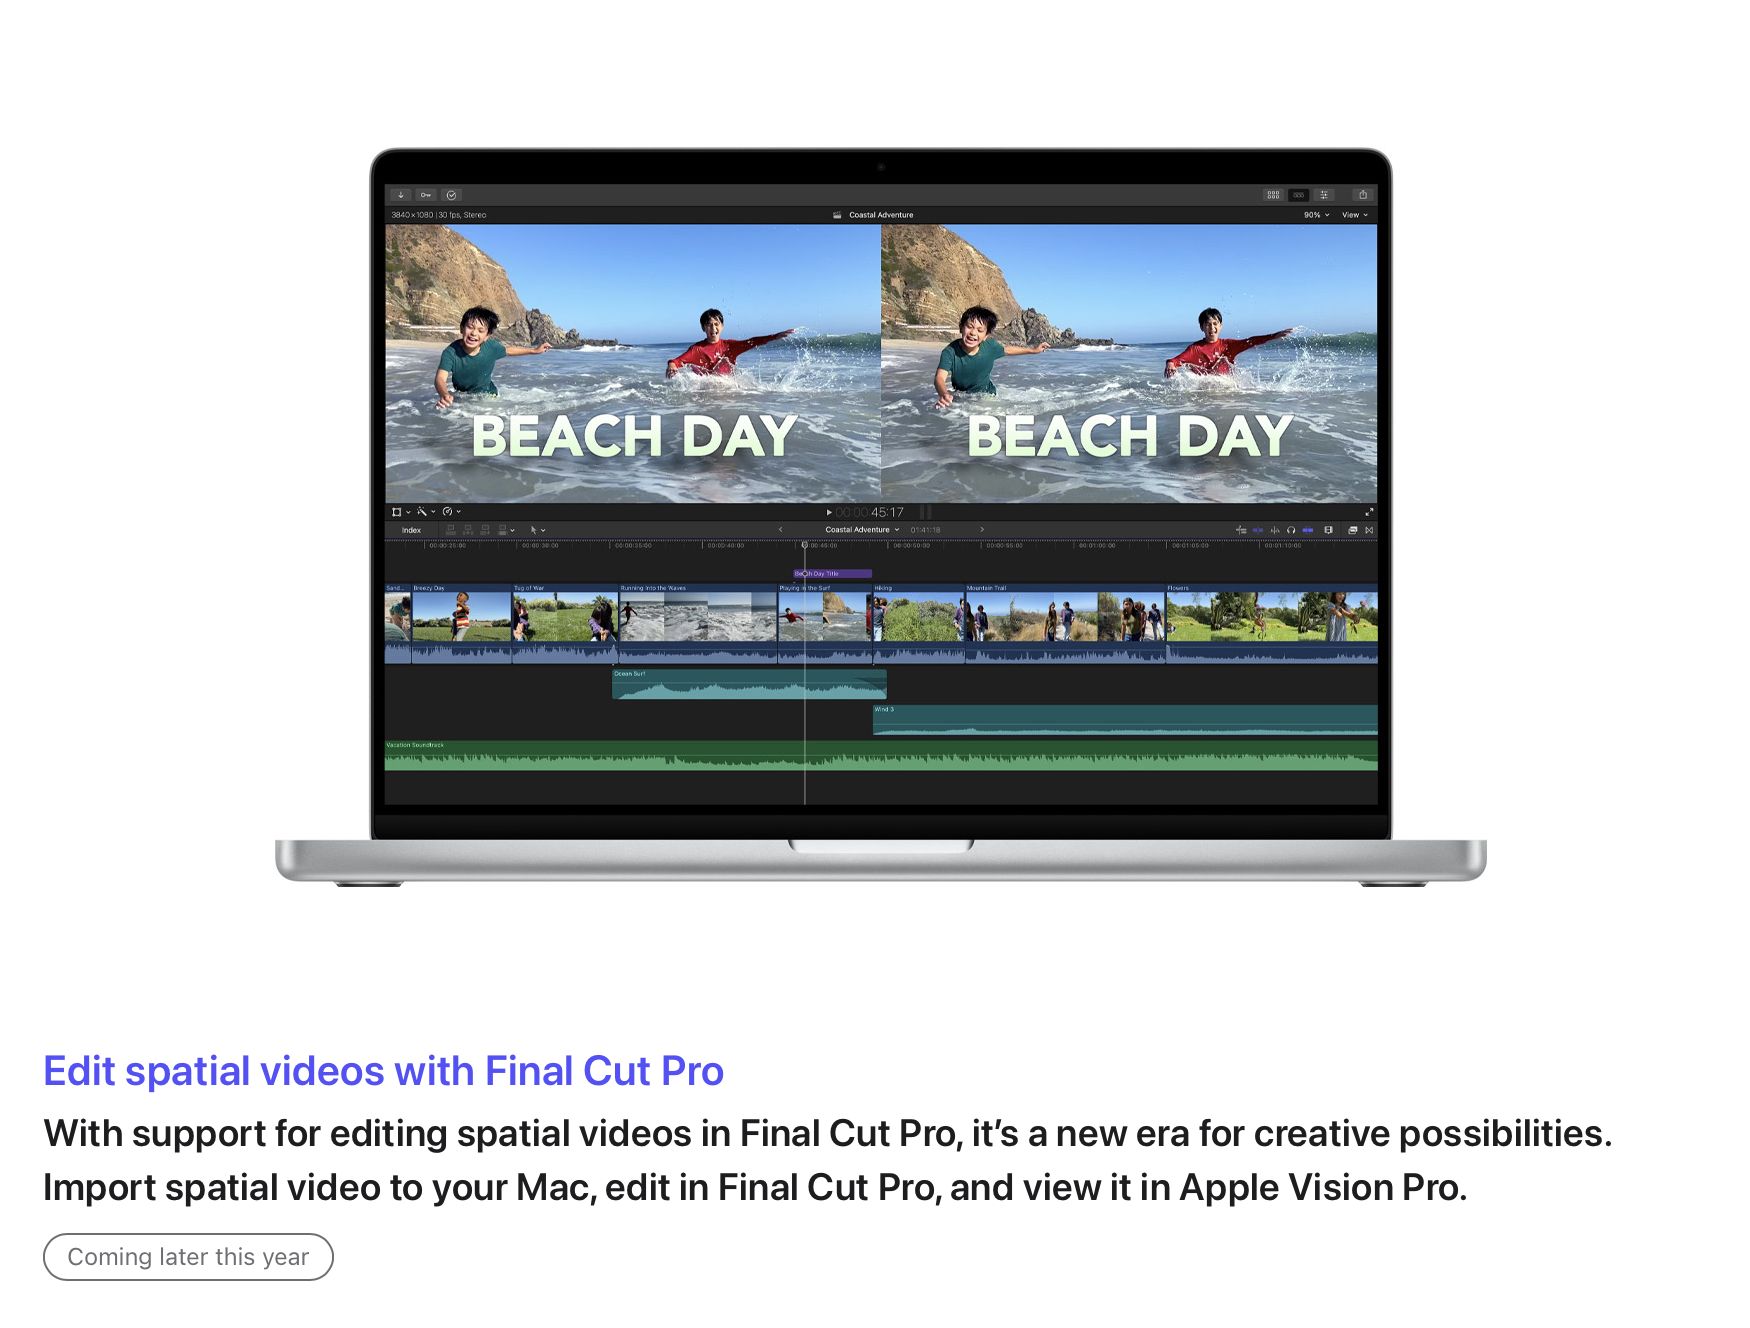 3840×1080 | 30 fps, Stereo
Coastal Adventure
90%
View
BEACH DAY
BEACH DAY
00:00:45:17
Index
Coastal Adventure
01:41:18
00:00:25:00
00:00:30:00
00:00:35:00
00:00:40:00
00:00:50:00
00:00:55:00
00:01:00:00
00:01:05:00
00:01:10:00
Beach Day Title
Sand...
Breezy Day
Tug of War
Running Into the Waves
Playing in the Surf
Hiking
Mountain Trail
Flowers
Ocean Surf
Wind 3
Vacation Soundtrack
Edit spatial videos with Final Cut Pro
With support for editing spatial videos in Final Cut Pro, it’s a new era for creative possibilities.
Import spatial video to your Mac, edit in Final Cut Pro, and view it in Apple Vision Pro.
Coming later this year